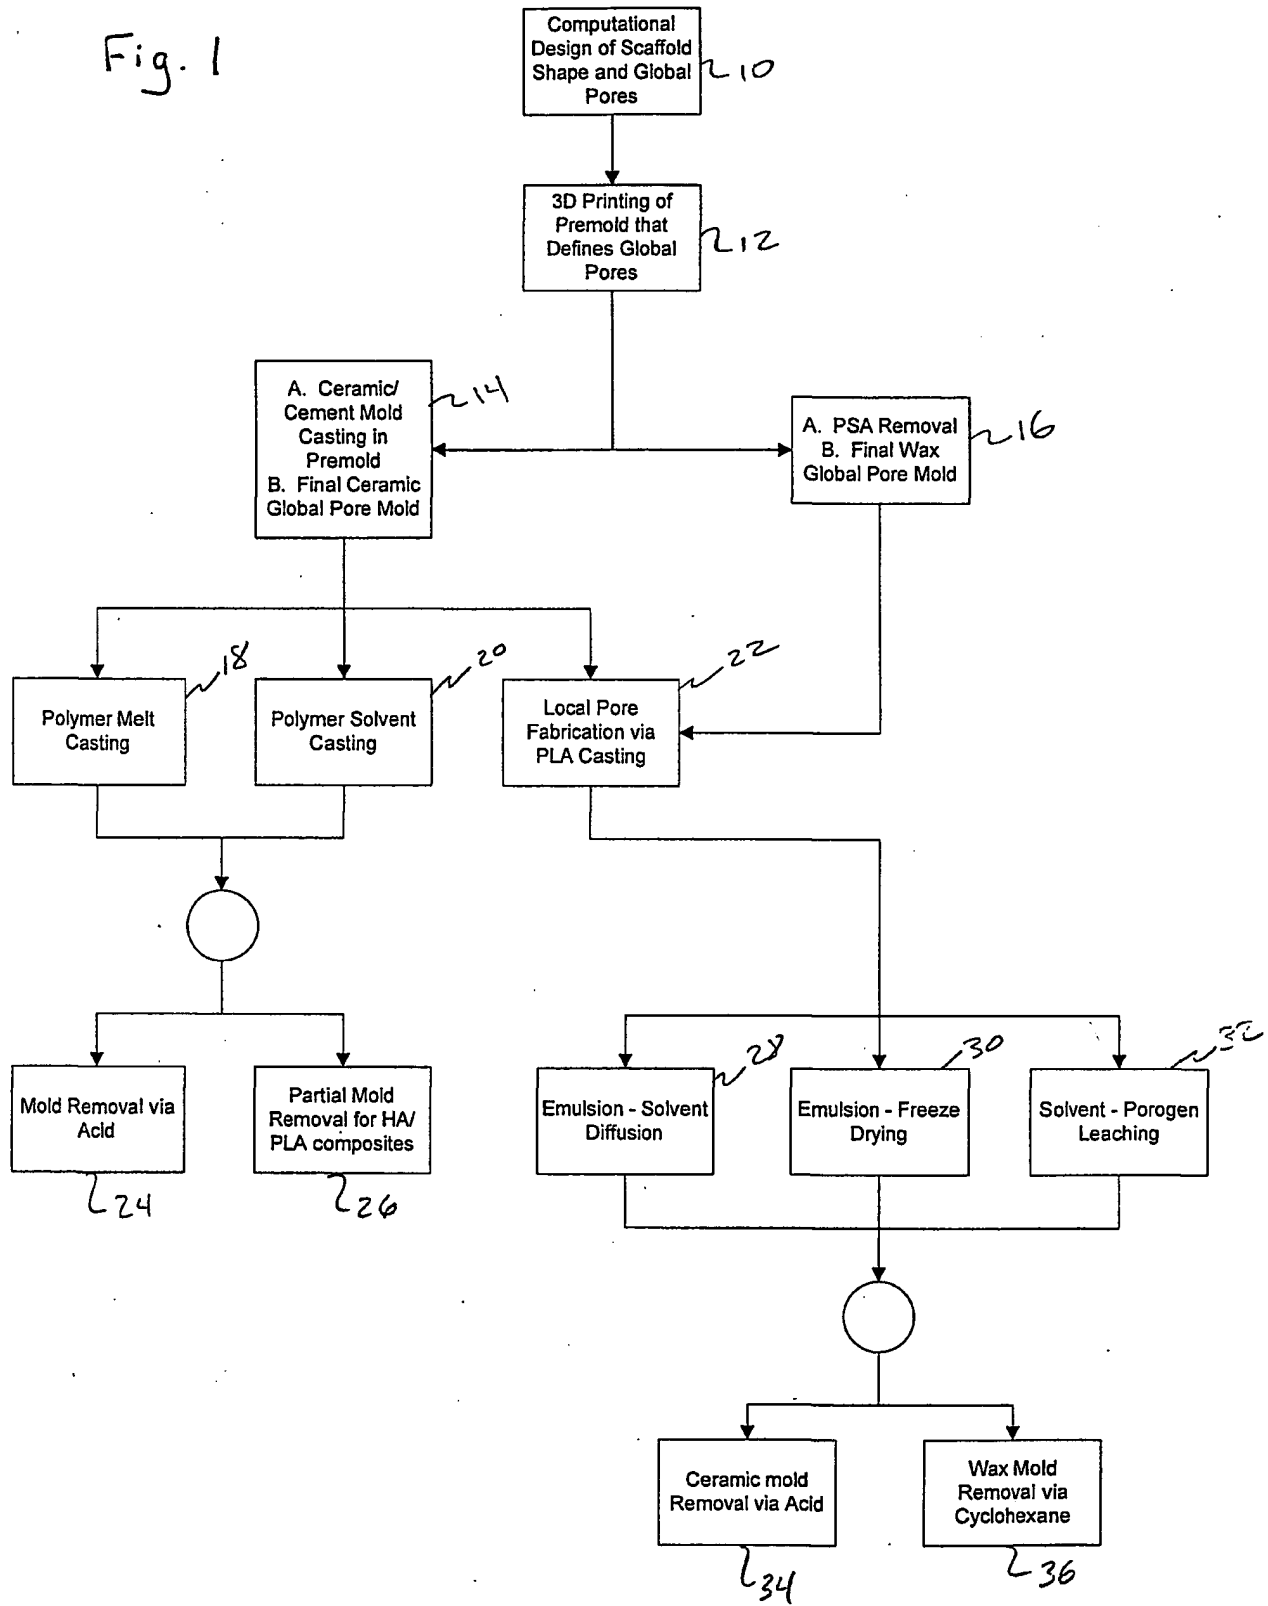 Fig. 1
Computational
Design of Scaffold
Shape and Global
Pores
10
3D Printing of
Premold that
Defines Global
Pores
12
A. Ceramic/
Cement Mold
Casting in
Premold
B. Final Ceramic
Global Pore Mold
14
A. PSA Removal
B. Final Wax
Global Pore Mold
16
Polymer Melt
Casting
18
Polymer Solvent
Casting
20
Local Pore
Fabrication via
PLA Casting
22
Mold Removal via
Acid
24
Partial Mold
Removal for HA/
PLA composites
26
Emulsion - Solvent
Diffusion
28
Emulsion - Freeze
Drying
30
Solvent - Porogen
Leaching
32
Ceramic mold
Removal via Acid
34
Wax Mold
Removal via
Cyclohexane
36